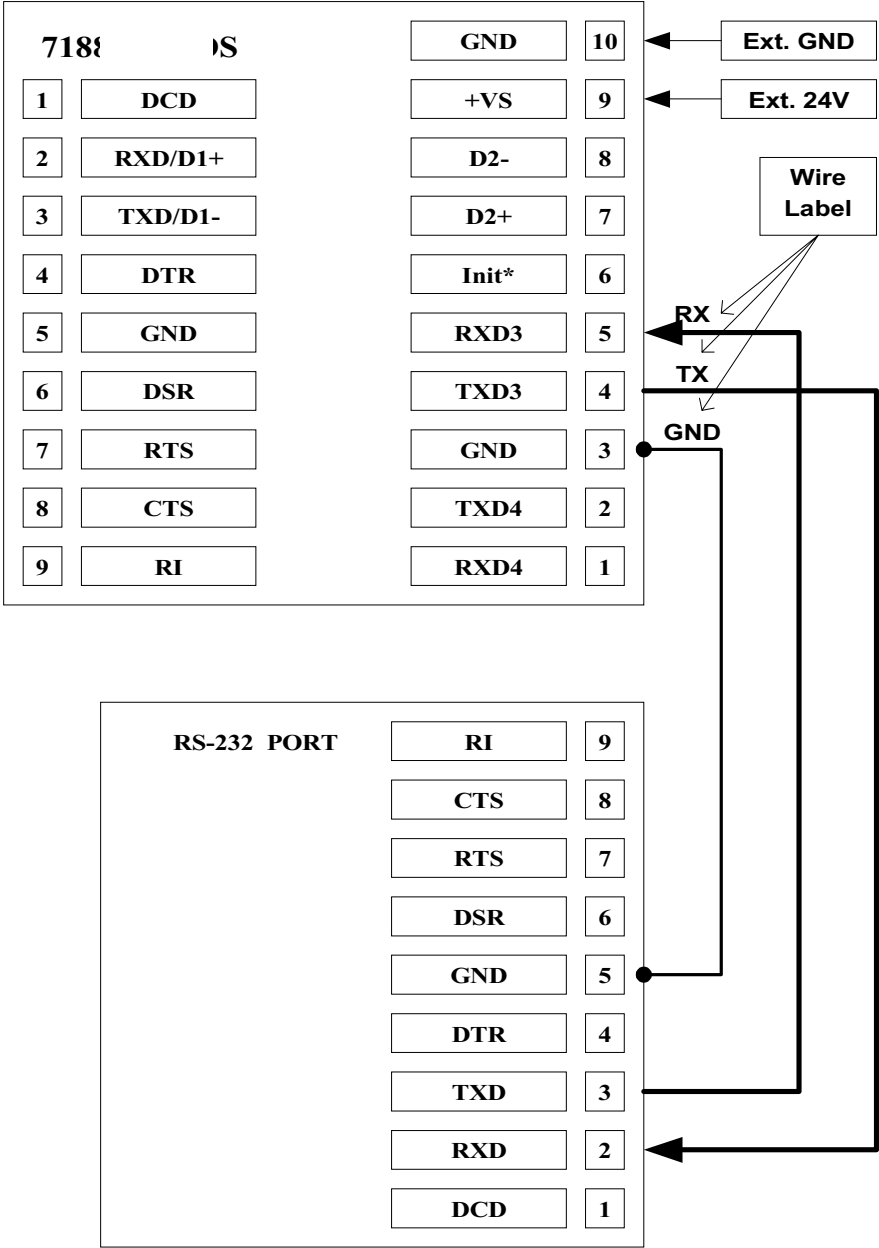 GND 10 Ext. GND
1 DCD +VS 9 Ext. 24V
2 RXD/D1+ D2- 8
Wire
Label
3 TXD/D1- D2+ 7
4 DTR Init* 6
RX
5 GND RXD3 5
TX
6 DSR TXD3 4
GND
7 RTS GND 3
8 CTS TXD4 2
9 RI RXD4 1
RS-232 PORT RI 9
CTS 8
RTS 7
DSR 6
GND 5
DTR 4
TXD 3
RXD 2
DCD 1